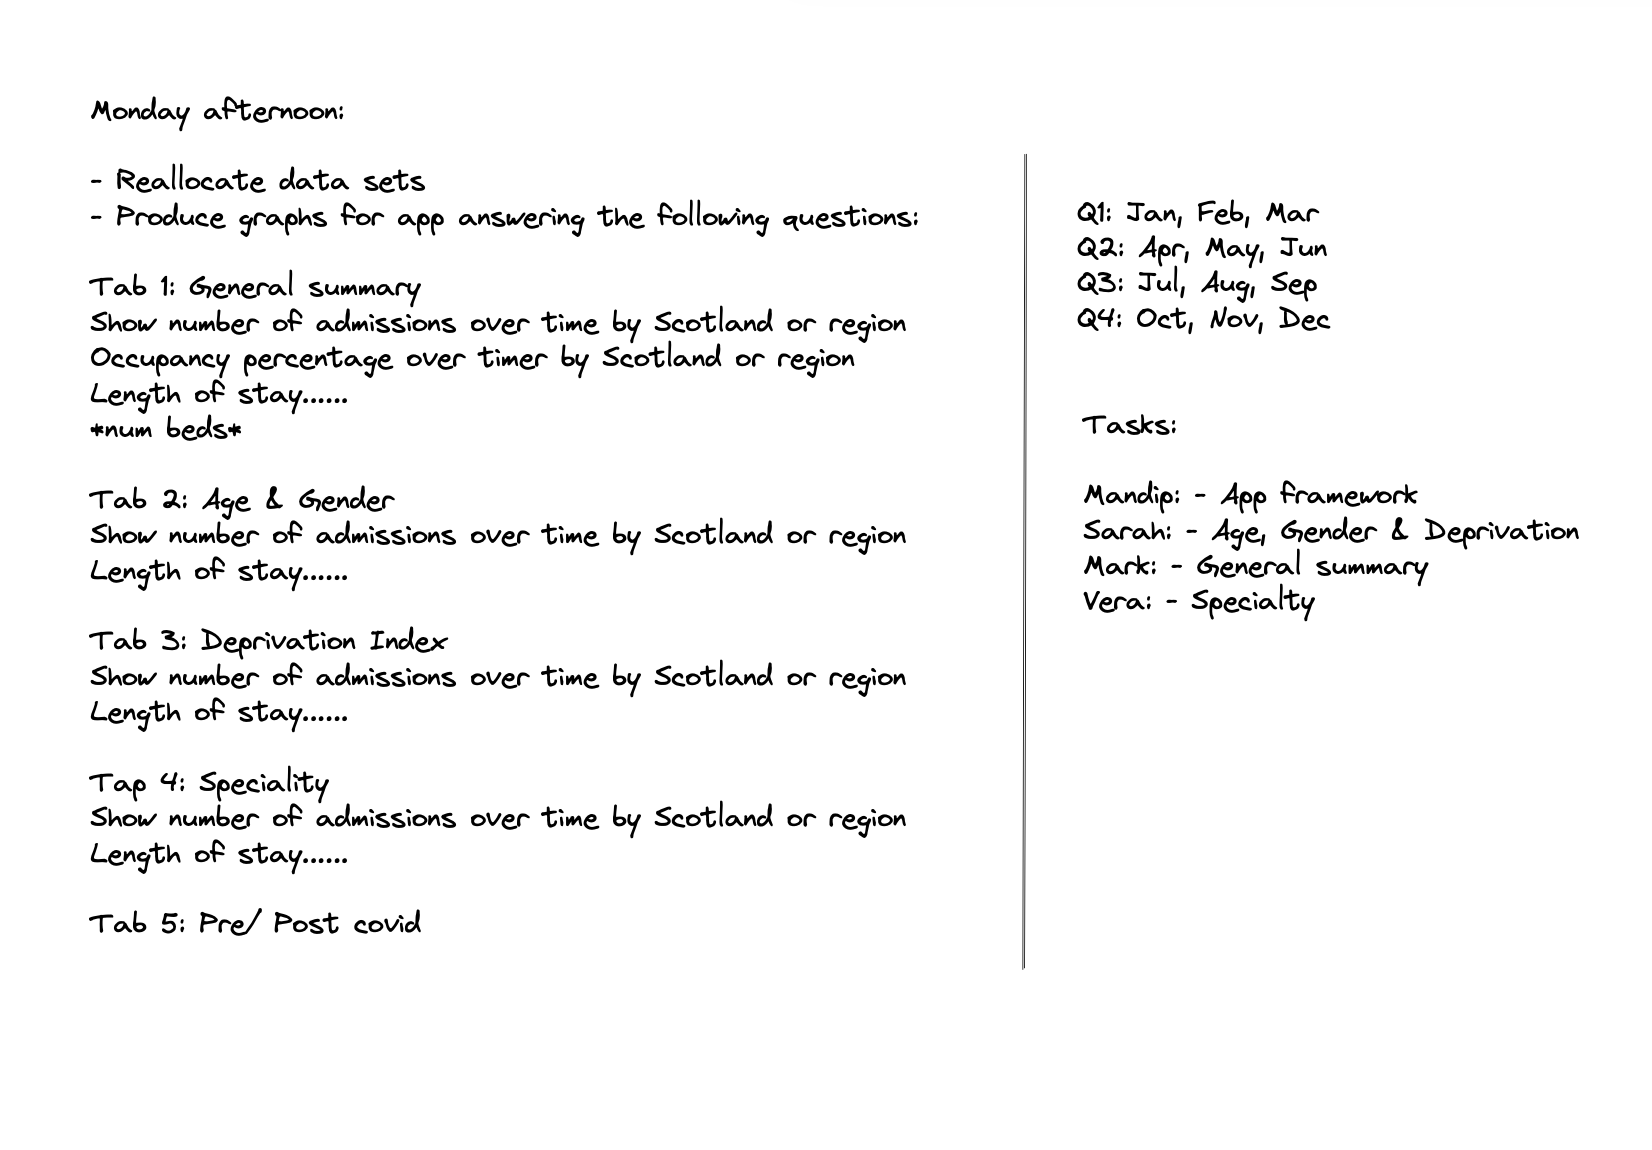 Monday afternoon:
- Reallocate data sets
- Produce graphs for app answering the following questions:
Tab 1: General summary
Show number of admissions over time by Scotland or region
Occupancy percentage over timer by Scotland or region
Length of stay......
*num beds*
Tab 2: Age & Gender
Show number of admissions over time by Scotland or region
Length of stay......
Tab 3: Deprivation Index
Show number of admissions over time by Scotland or region
Length of stay......
Tap 4: Speciality
Show number of admissions over time by Scotland or region
Length of stay......
Tab 5: Pre/ Post covid
Q1: Jan, Feb, Mar
Q2: Apr, May, Jun
Q3: Jul, Aug, Sep
Q4: Oct, Nov, Dec
Tasks:
Mandip: - App framework
Sarah: - Age, Gender & Deprivation
Mark: - General summary
Vera: - Specialty